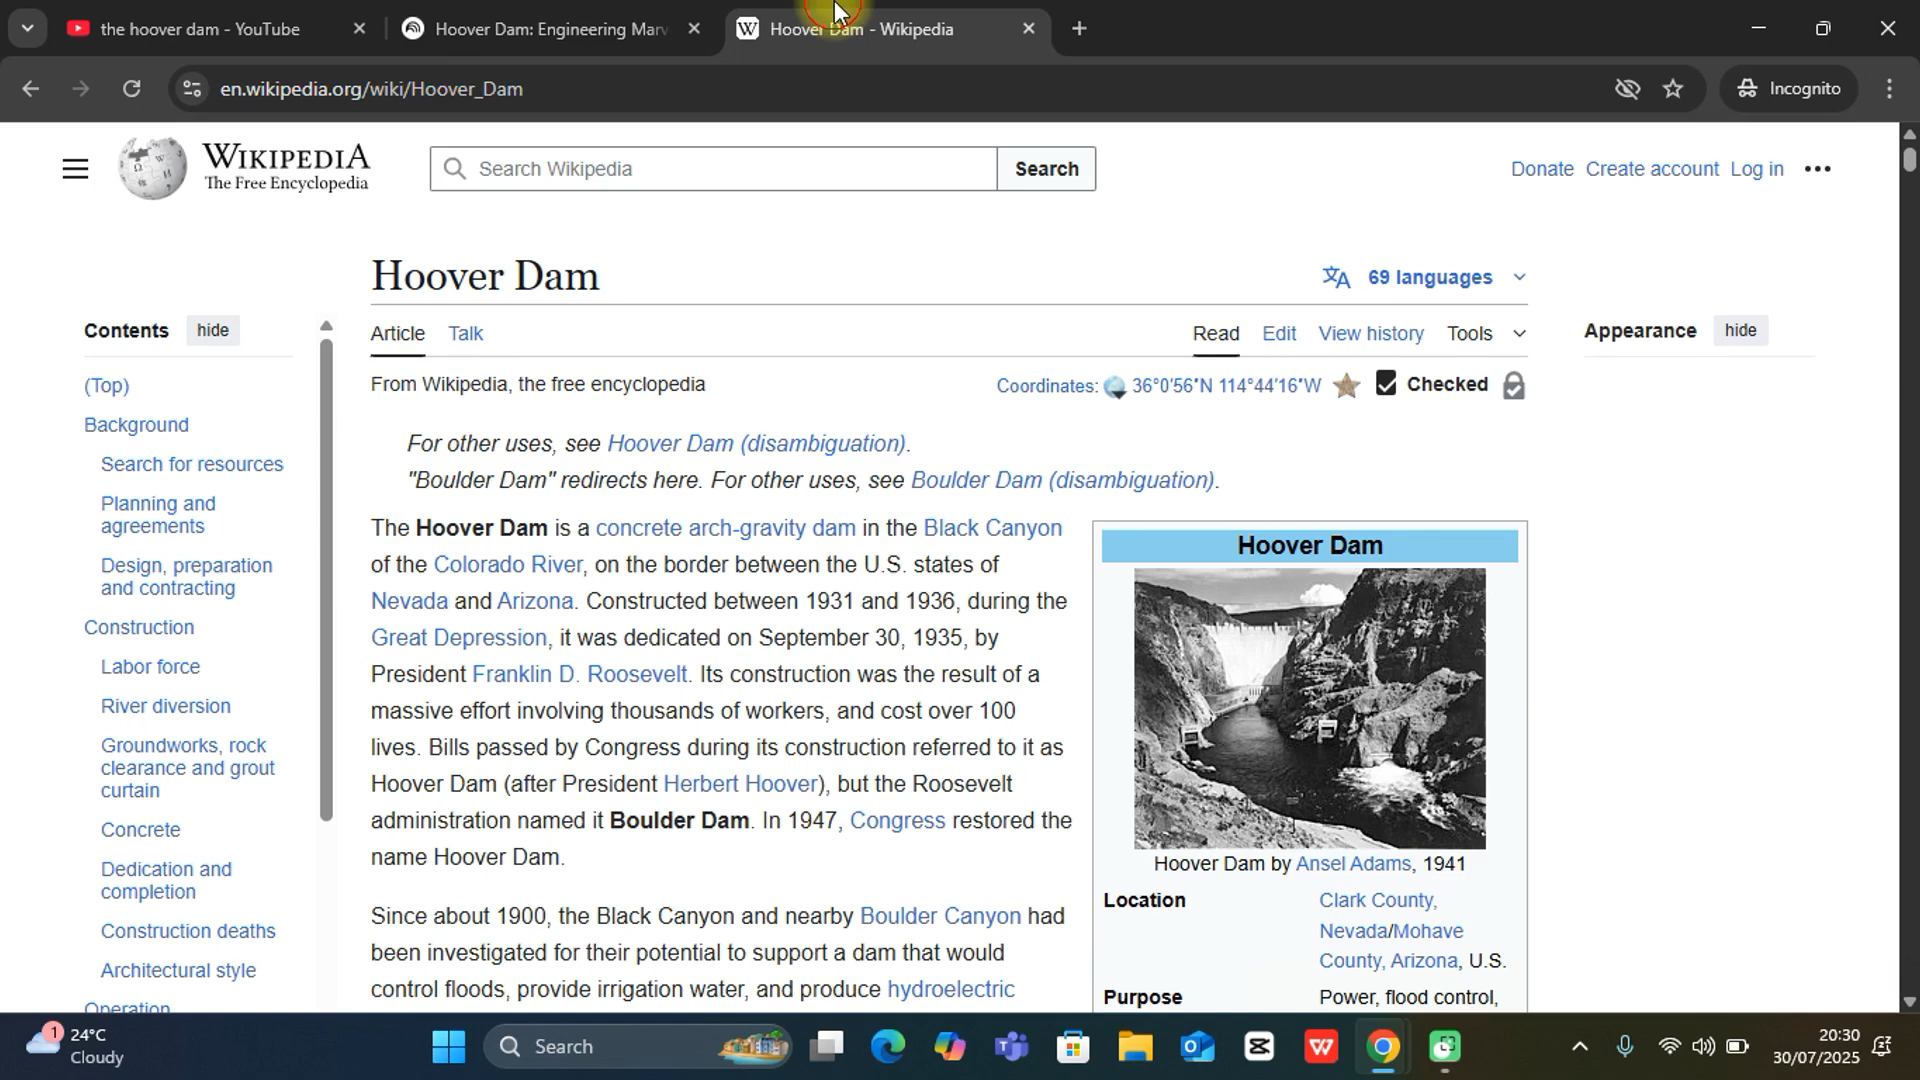 the hoover dam - YouTube
Hoover Dam: Engineering Marv
Hoover Dam - Wikipedia
en.wikipedia.org/wiki/Hoover_Dam
Incognito
WIKIPEDIA
The Free Encyclopedia
Search Wikipedia
Search
Donate Create account Log in
Hoover Dam
69 languages
Contents hide
Article Talk
Read Edit View history Tools
Appearance hide
From Wikipedia, the free encyclopedia
Coordinates: 36°0′56″N 114°44′16″W
Checked
(Top)
Background
Search for resources
Planning and
agreements
Design, preparation
and contracting
Construction
Labor force
River diversion
Groundworks, rock
clearance and grout
curtain
Concrete
Dedication and
completion
Construction deaths
Architectural style
Operation
For other uses, see Hoover Dam (disambiguation).
"Boulder Dam" redirects here. For other uses, see Boulder Dam (disambiguation).
The Hoover Dam is a concrete arch-gravity dam in the Black Canyon
of the Colorado River, on the border between the U.S. states of
Nevada and Arizona. Constructed between 1931 and 1936, during the
Great Depression, it was dedicated on September 30, 1935, by
President Franklin D. Roosevelt. Its construction was the result of a
massive effort involving thousands of workers, and cost over 100
lives. Bills passed by Congress during its construction referred to it as
Hoover Dam (after President Herbert Hoover), but the Roosevelt
administration named it Boulder Dam. In 1947, Congress restored the
name Hoover Dam.
Since about 1900, the Black Canyon and nearby Boulder Canyon had
been investigated for their potential to support a dam that would
control floods, provide irrigation water, and produce hydroelectric
Hoover Dam
Hoover Dam by Ansel Adams, 1941
Location
Clark County,
Nevada/Mohave
County, Arizona, U.S.
Purpose
Power, flood control,
1
24°C
Cloudy
Search
20:30
30/07/2025